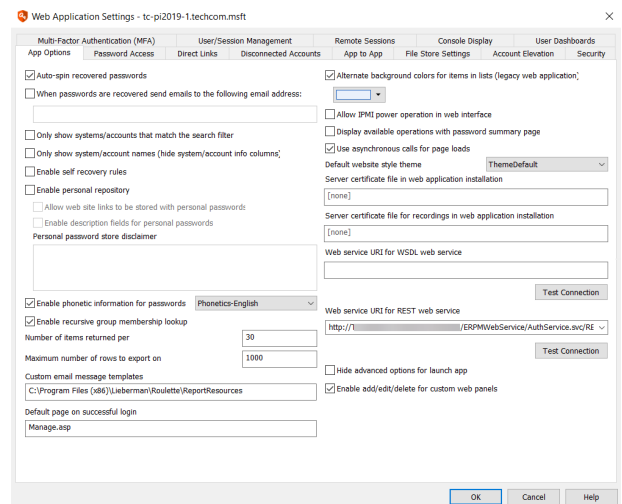 Web Application Settings - tc-pi2019-1.techcom.msft
Multi-Factor Authentication (MFA) User/Session Management Remote Sessions Console Display User Dashboards
App Options Password Access Direct Links Disconnected Accounts App to App File Store Settings Account Elevation Security
Auto-spin recovered passwords
When passwords are recovered send emails to the following email address:
Only show systems/accounts that match the search filter
Only show system/account names (hide system/account info columns)
Enable self recovery rules
Enable personal repository
Allow web site links to be stored with personal passwords
Enable description fields for personal passwords
Personal password store disclaimer
Enable phonetic information for passwords Phonetics-English
Enable recursive group membership lookup
Number of items returned per 30
Maximum number of rows to export on 1000
Custom email message templates
C:\Program Files (x86)\Lieberman\Roulette\ReportResources
Default page on successful login
Manage.asp
Alternate background colors for items in lists (legacy web application)
Allow IPMI power operation in web interface
Display available operations with password summary page
Use asynchronous calls for page loads
Default website style theme ThemeDefault
Server certificate file in web application installation
[none]
Server certificate file for recordings in web application installation
[none]
Web service URI for WSDL web service
Test Connection
Web service URI for REST web service
http:// /ERPMWebService/AuthService.svc/RE
Test Connection
Hide advanced options for launch app
Enable add/edit/delete for custom web panels
OK Cancel Help